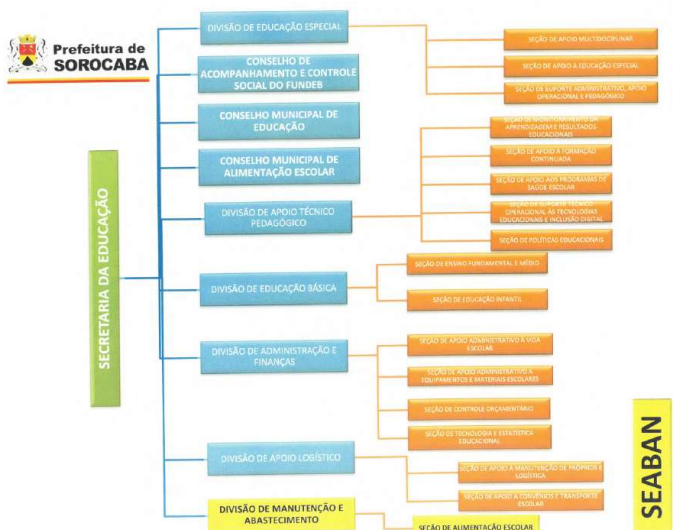 Prefeitura de
SOROCABA
SECRETARIA DA EDUCAÇÃO
DIVISÃO DE EDUCAÇÃO ESPECIAL
SEÇÃO DE APOIO MULTIDICIPLINAR
SEÇÃO DE APOIO À EDUCAÇÃO ESPECIAL
SEÇÃO DE SUPORTE ADMINISTRATIVO, APOIO
OPERACIONAL E PEDAGÓGICO
CONSELHO DE
ACOMPANHAMENTO E CONTROLE
SOCIAL DO FUNDEB
CONSELHO MUNICIPAL DE
EDUCAÇÃO
CONSELHO MUNICIPAL DE
ALIMENTAÇÃO ESCOLAR
DIVISÃO DE APOIO TÉCNICO
PEDAGÓGICO
SEÇÃO DE MONITORAMENTO DA
APRENDIZAGEM E RESULTADOS
EDUCACIONAIS
SEÇÃO DE APOIO À FORMAÇÃO
CONTINUADA
SEÇÃO DE APOIO AOS PROGRAMAS DE
SAÚDE ESCOLAR
SEÇÃO DE SUPORTE TÉCNICO
OPERACIONAL ÀS TECNOLOGIAS
EDUCACIONAIS E INCLUSÃO DIGITAL
SEÇÃO DE POLÍTICAS EDUCACIONAIS
DIVISÃO DE EDUCAÇÃO BÁSICA
SEÇÃO DE ENSINO FUNDAMENTAL E MÉDIO
SEÇÃO DE EDUCAÇÃO INFANTIL
DIVISÃO DE ADMINISTRAÇÃO E
FINANÇAS
SEÇÃO DE APOIO ADMINISTRATIVO À VIDA
ESCOLAR
SEÇÃO DE APOIO ADMINISTRATIVO A
EQUIPAMENTOS E MATERIAIS ESCOLARES
SEÇÃO DE CONTROLE ORÇAMENTÁRIO
SEÇÃO DE TECNOLOGIA E ESTATÍSTICA
EDUCACIONAL
DIVISÃO DE APOIO LOGÍSTICO
SEÇÃO DE APOIO A MANUTENÇÃO DE PRÓPRIOS E
LOGÍSTICA
SEÇÃO DE APOIO A CONVÊNIOS E TRANSPORTE
ESCOLAR
DIVISÃO DE MANUTENÇÃO E
ABASTECIMENTO
SEÇÃO DE ALIMENTAÇÃO ESCOLAR
SEABAN